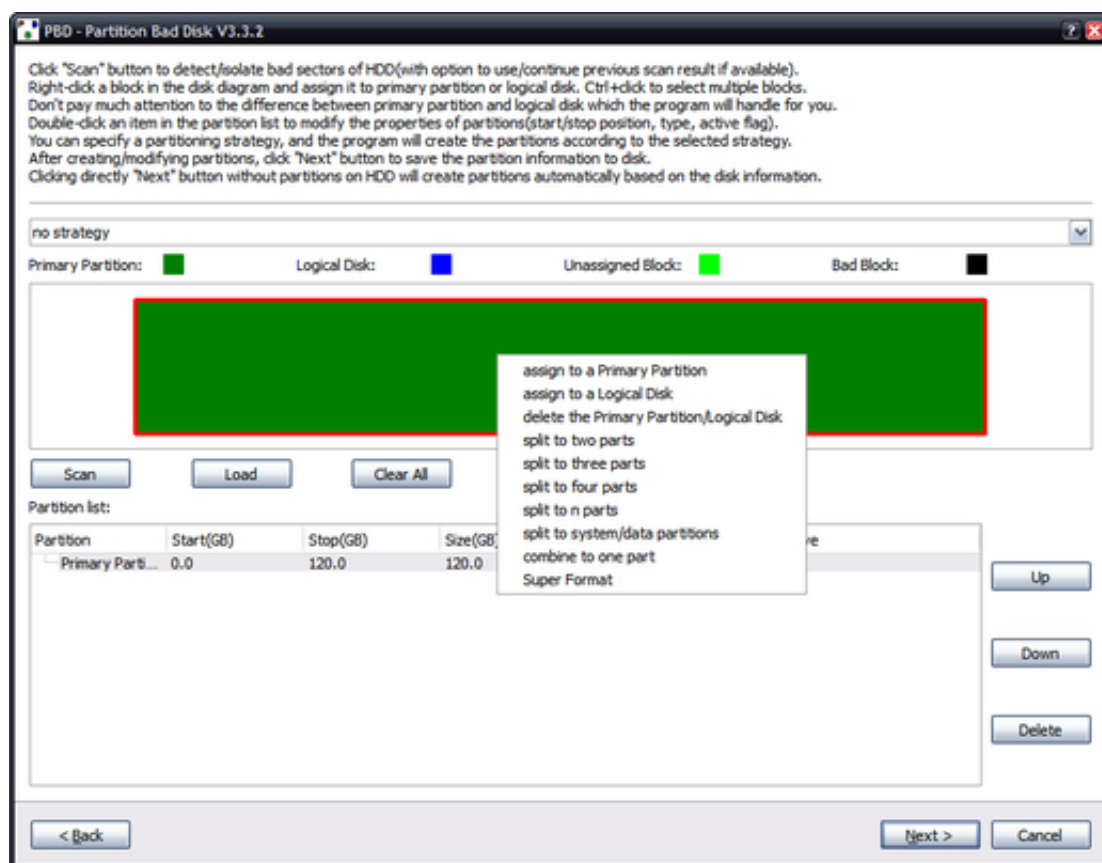 PBD - Partition Bad Disk V3.3.2
Click "Scan" button to detect/isolate bad sectors of HDD(with option to use/continue previous scan result if available).
Right-click a block in the disk diagram and assign it to primary partition or logical disk. Ctrl+click to select multiple blocks.
Don't pay much attention to the difference between primary partition and logical disk which the program will handle for you.
Double-click an item in the partition list to modify the properties of partitions(start/stop position, type, active flag).
You can specify a partitioning strategy, and the program will create the partitions according to the selected strategy.
After creating/modifying partitions, click "Next" button to save the partition information to disk.
Clicking directly "Next" button without partitions on HDD will create partitions automatically based on the disk information.
no strategy
Primary Partition: Logical Disk: Unassigned Block: Bad Block:
assign to a Primary Partition
assign to a Logical Disk
delete the Primary Partition/Logical Disk
split to two parts
split to three parts
split to four parts
split to n parts
split to system/data partitions
combine to one part
Super Format
Scan Load Clear All
Partition list:
Partition Start(GB) Stop(GB) Size(GB)
Primary Parti... 0.0 120.0 120.0
Up
Down
Delete
< Back Next > Cancel